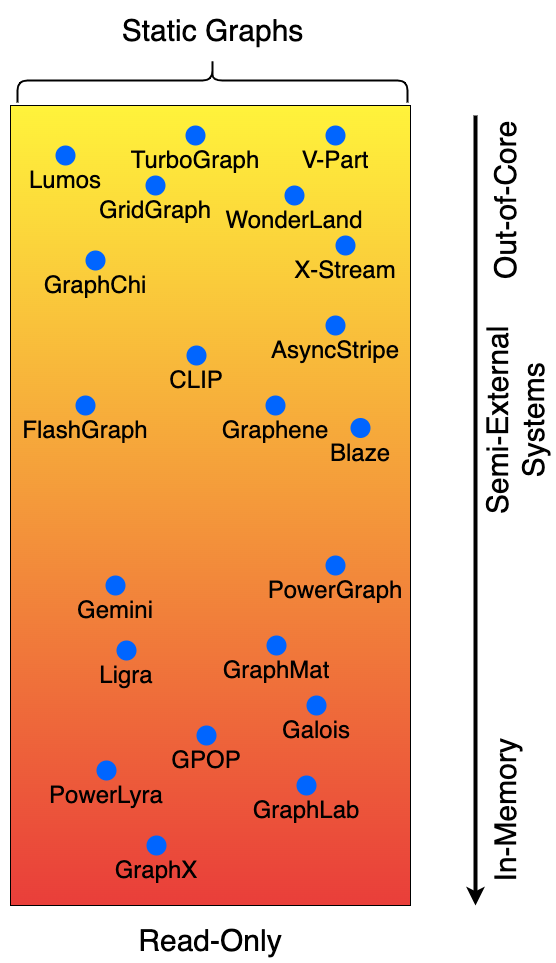 Static Graphs
TurboGraph
V-Part
Lumos
GridGraph
WonderLand
X-Stream
GraphChi
AsyncStripe
CLIP
FlashGraph
Graphene
Blaze
PowerGraph
Gemini
GraphMat
Ligra
Galois
GPOP
PowerLyra
GraphLab
GraphX
Read-Only
Out-of-Core
Semi-External
Systems
In-Memory